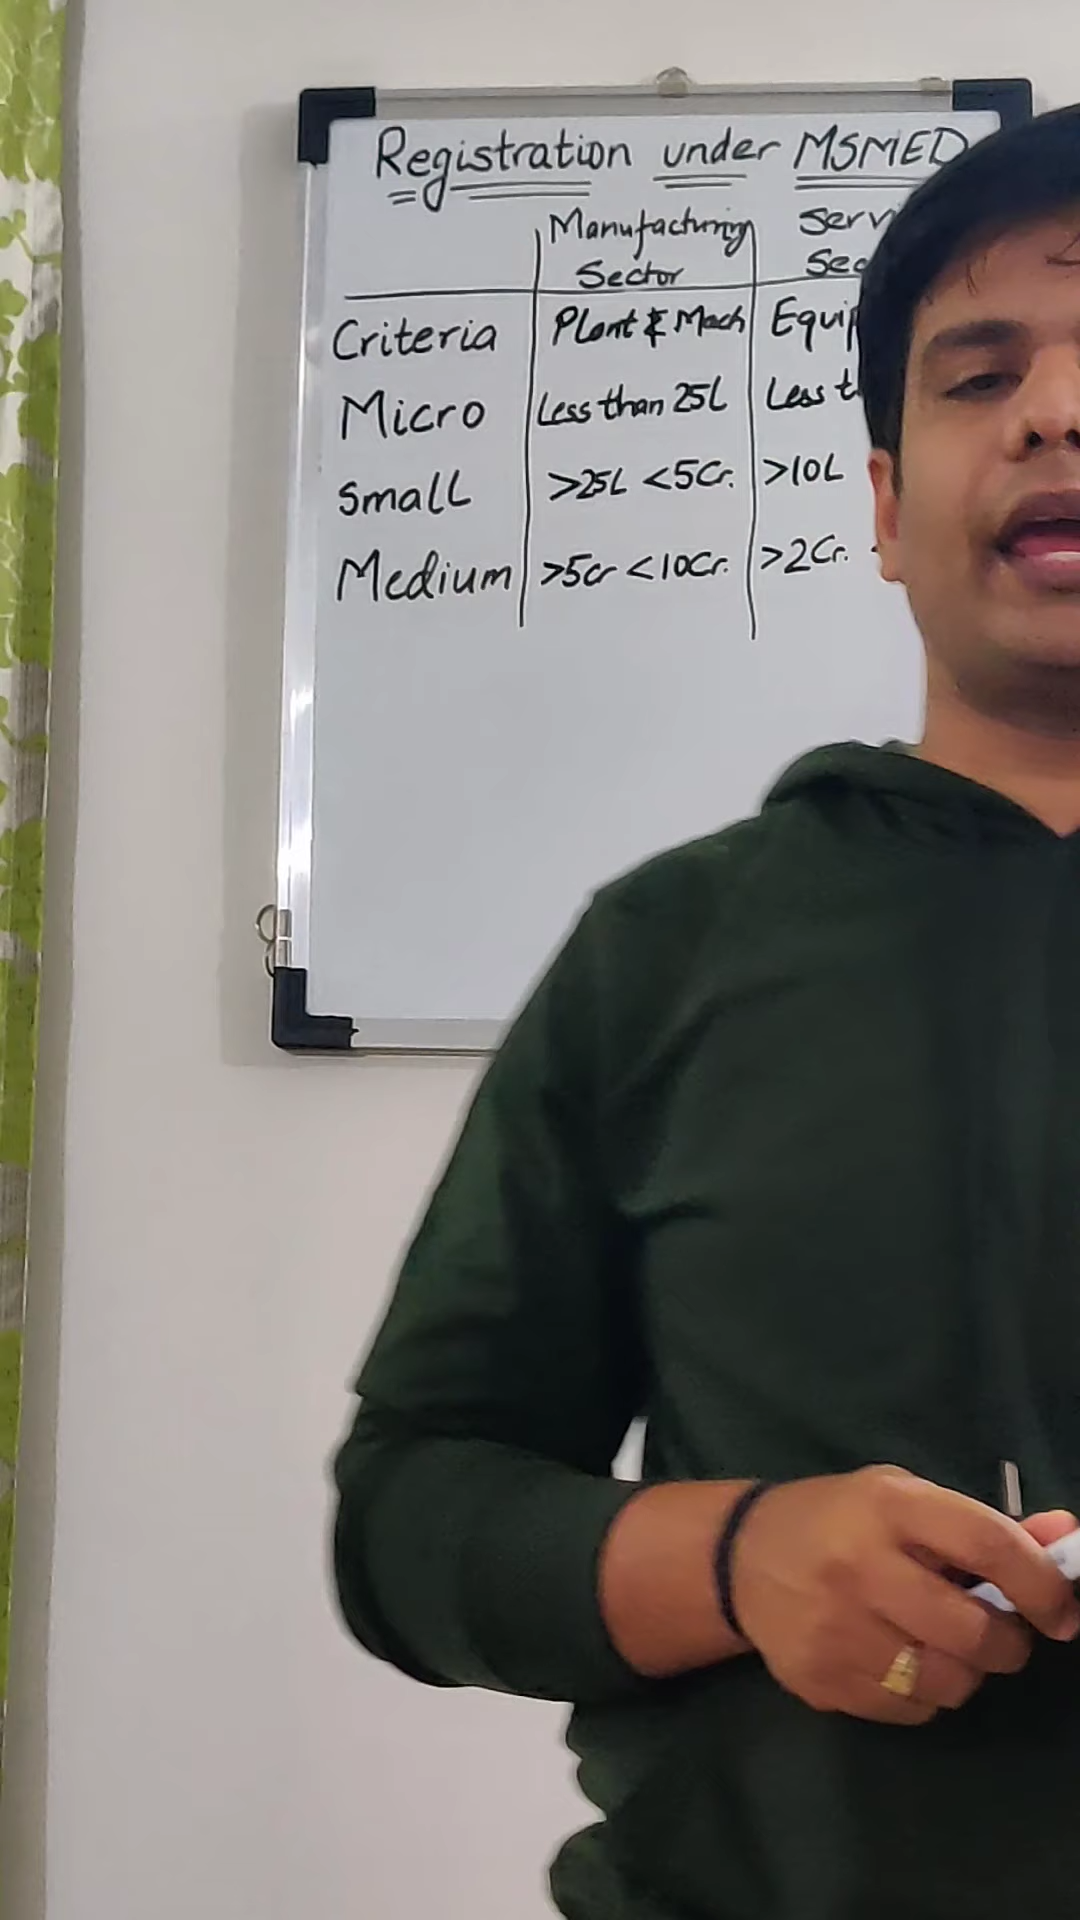 Registration under MSMED
Manufacturing
Sector
Criteria Plant & Mach
Micro Less than 25L Less
Small >25L <5Cr. >10L
Medium >5cr <10Cr. >2Cr.